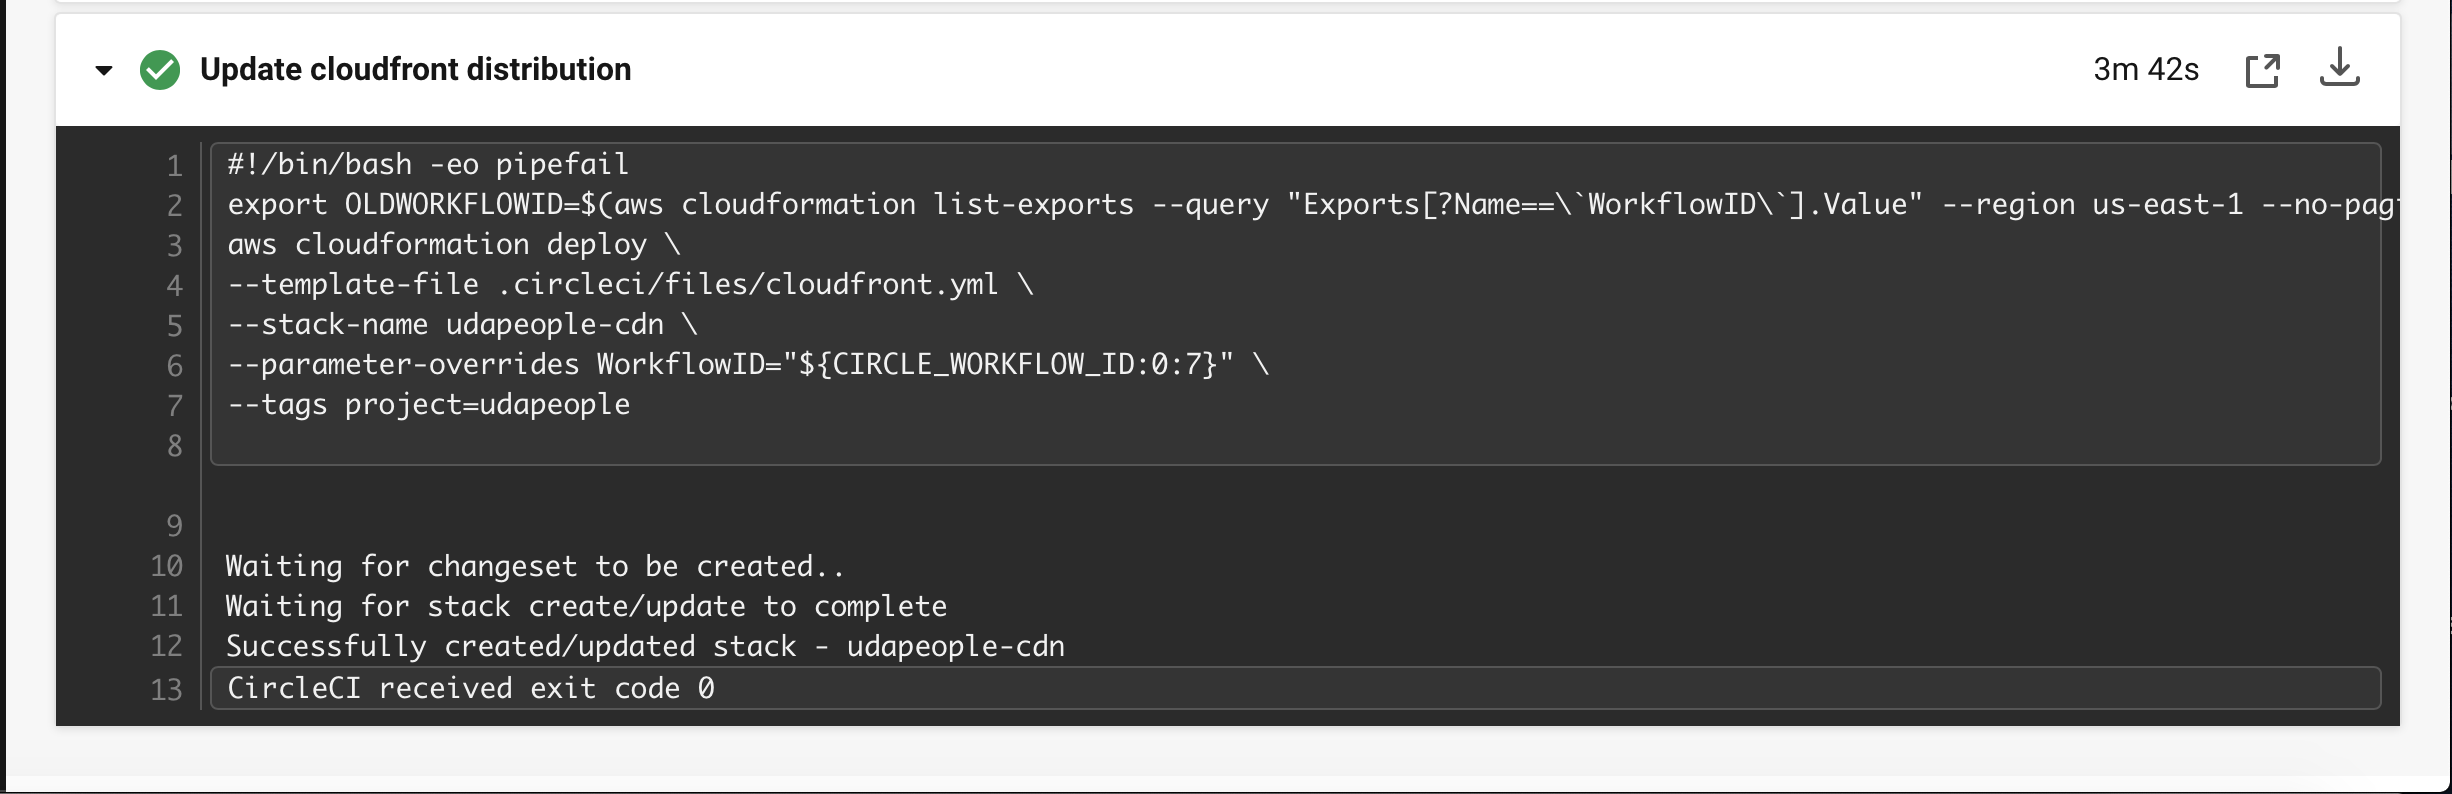 Update cloudfront distribution
3m 42s
1 #!/bin/bash -eo pipefail
2 export OLDWORKFLOWID=$(aws cloudformation list-exports --query "Exports[?Name==\`WorkflowID\`].Value" --region us-east-1 --no-pag
3 aws cloudformation deploy \
4 --template-file .circleci/files/cloudfront.yml \
5 --stack-name udapeople-cdn \
6 --parameter-overrides WorkflowID="${CIRCLE_WORKFLOW_ID:0:7}" \
7 --tags project=udapeople
8
9
10 Waiting for changeset to be created..
11 Waiting for stack create/update to complete
12 Successfully created/updated stack - udapeople-cdn
13 CircleCI received exit code 0